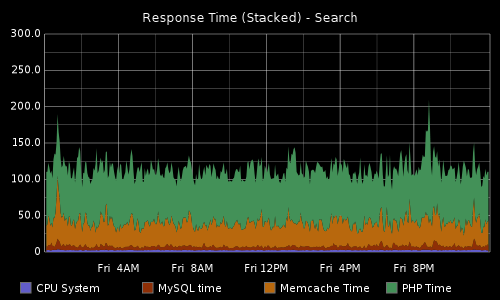 Response Time (Stacked) - Search
300.0
250.0
200.0
150.0
100.0
50.0
0
Fri 4AM Fri 8AM Fri 12PM Fri 4PM Fri 8PM
CPU System MySQL time Memcache Time PHP Time